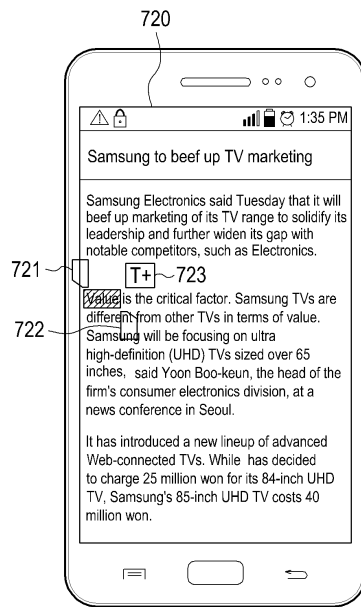 720
1:35 PM
Samsung to beef up TV marketing
Samsung Electronics said Tuesday that it will
beef up marketing of its TV range to solidify its
leadership and further widen its gap with
notable competitors, such as Electronics.
721
T+
723
Value is the critical factor. Samsung TVs are
different from other TVs in terms of value.
722
Samsung will be focusing on ultra
high-definition (UHD) TVs sized over 65
inches, said Yoon Boo-keun, the head of the
firm's consumer electronics division, at a
news conference in Seoul.
It has introduced a new lineup of advanced
Web-connected TVs. While has decided
to charge 25 million won for its 84-inch UHD
TV, Samsung's 85-inch UHD TV costs 40
million won.